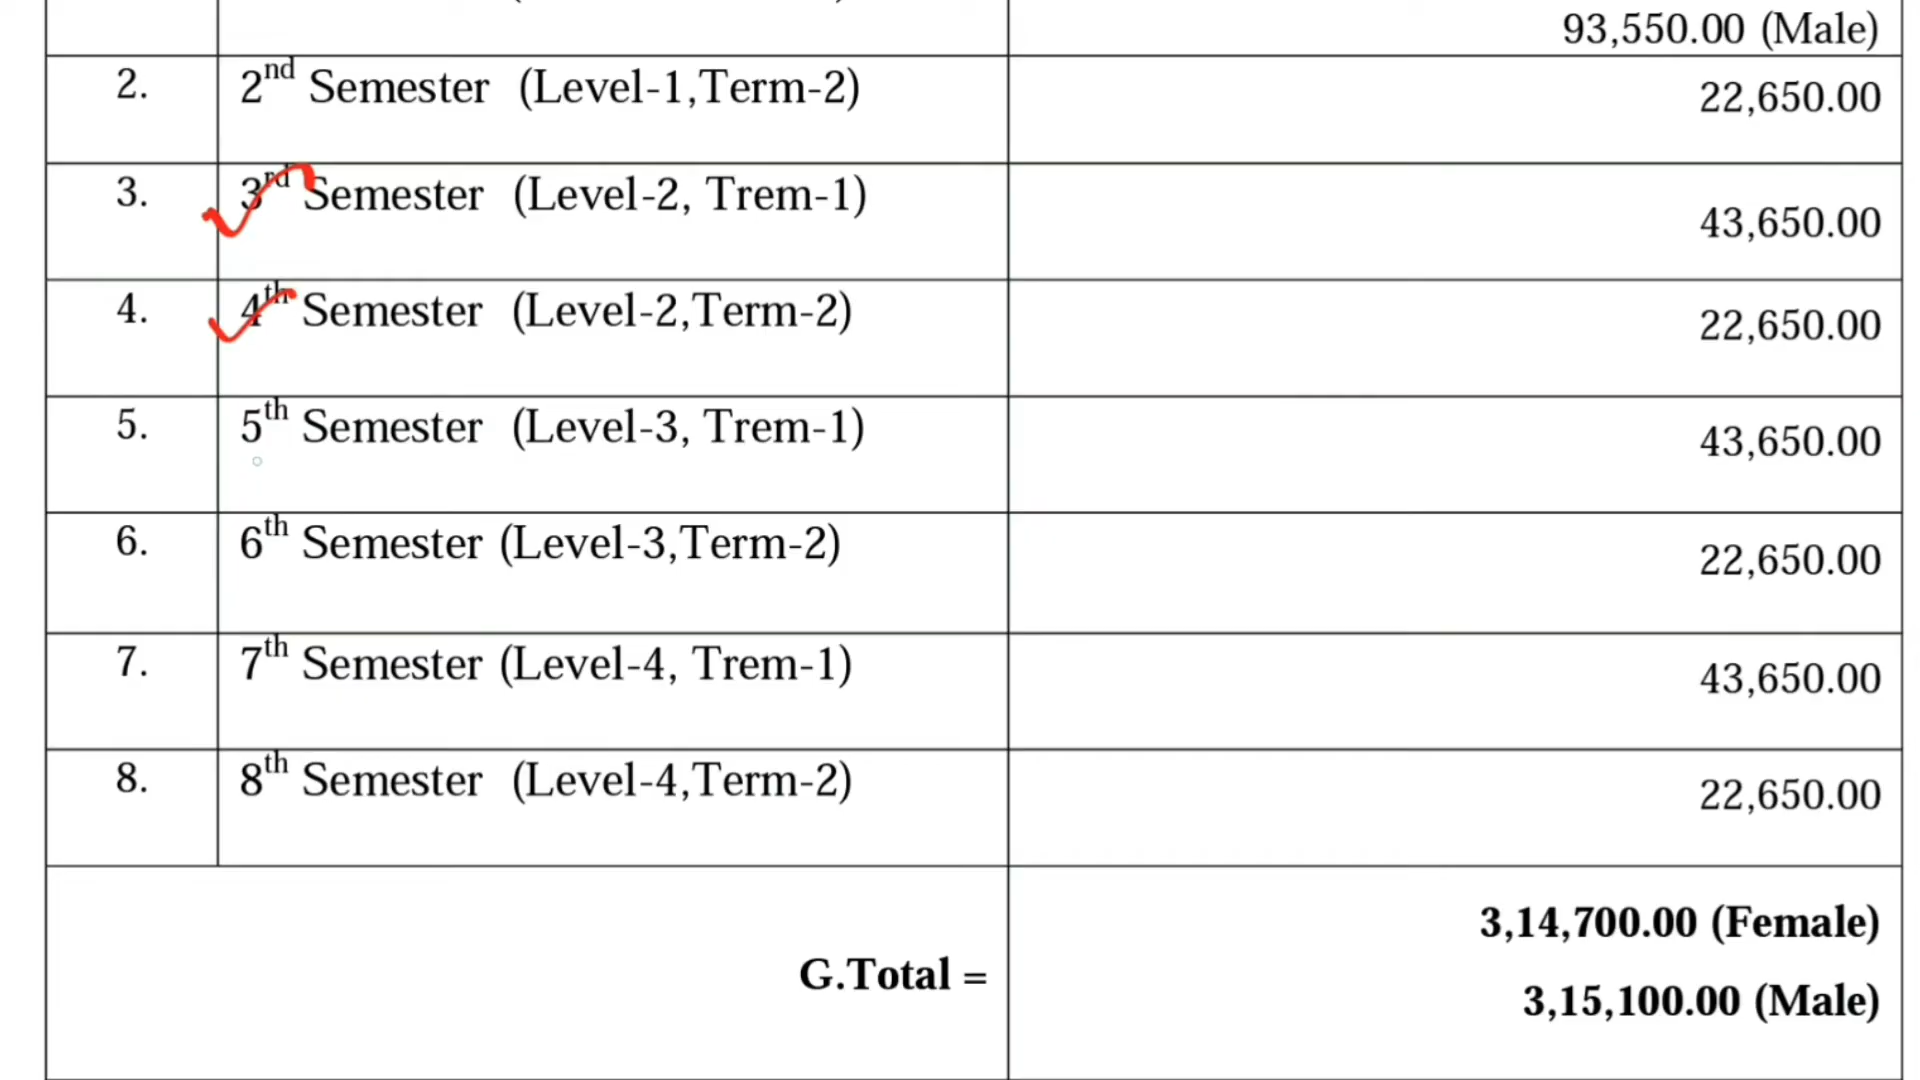 93,550.00 (Male)
2. 2nd Semester (Level-1,Term-2) 22,650.00
3. 3rd Semester (Level-2, Trem-1) 43,650.00
4. 4th Semester (Level-2,Term-2) 22,650.00
5. 5th Semester (Level-3, Trem-1) 43,650.00
6. 6th Semester (Level-3,Term-2) 22,650.00
7. 7th Semester (Level-4, Trem-1) 43,650.00
8. 8th Semester (Level-4,Term-2) 22,650.00
3,14,700.00 (Female)
G.Total =
3,15,100.00 (Male)